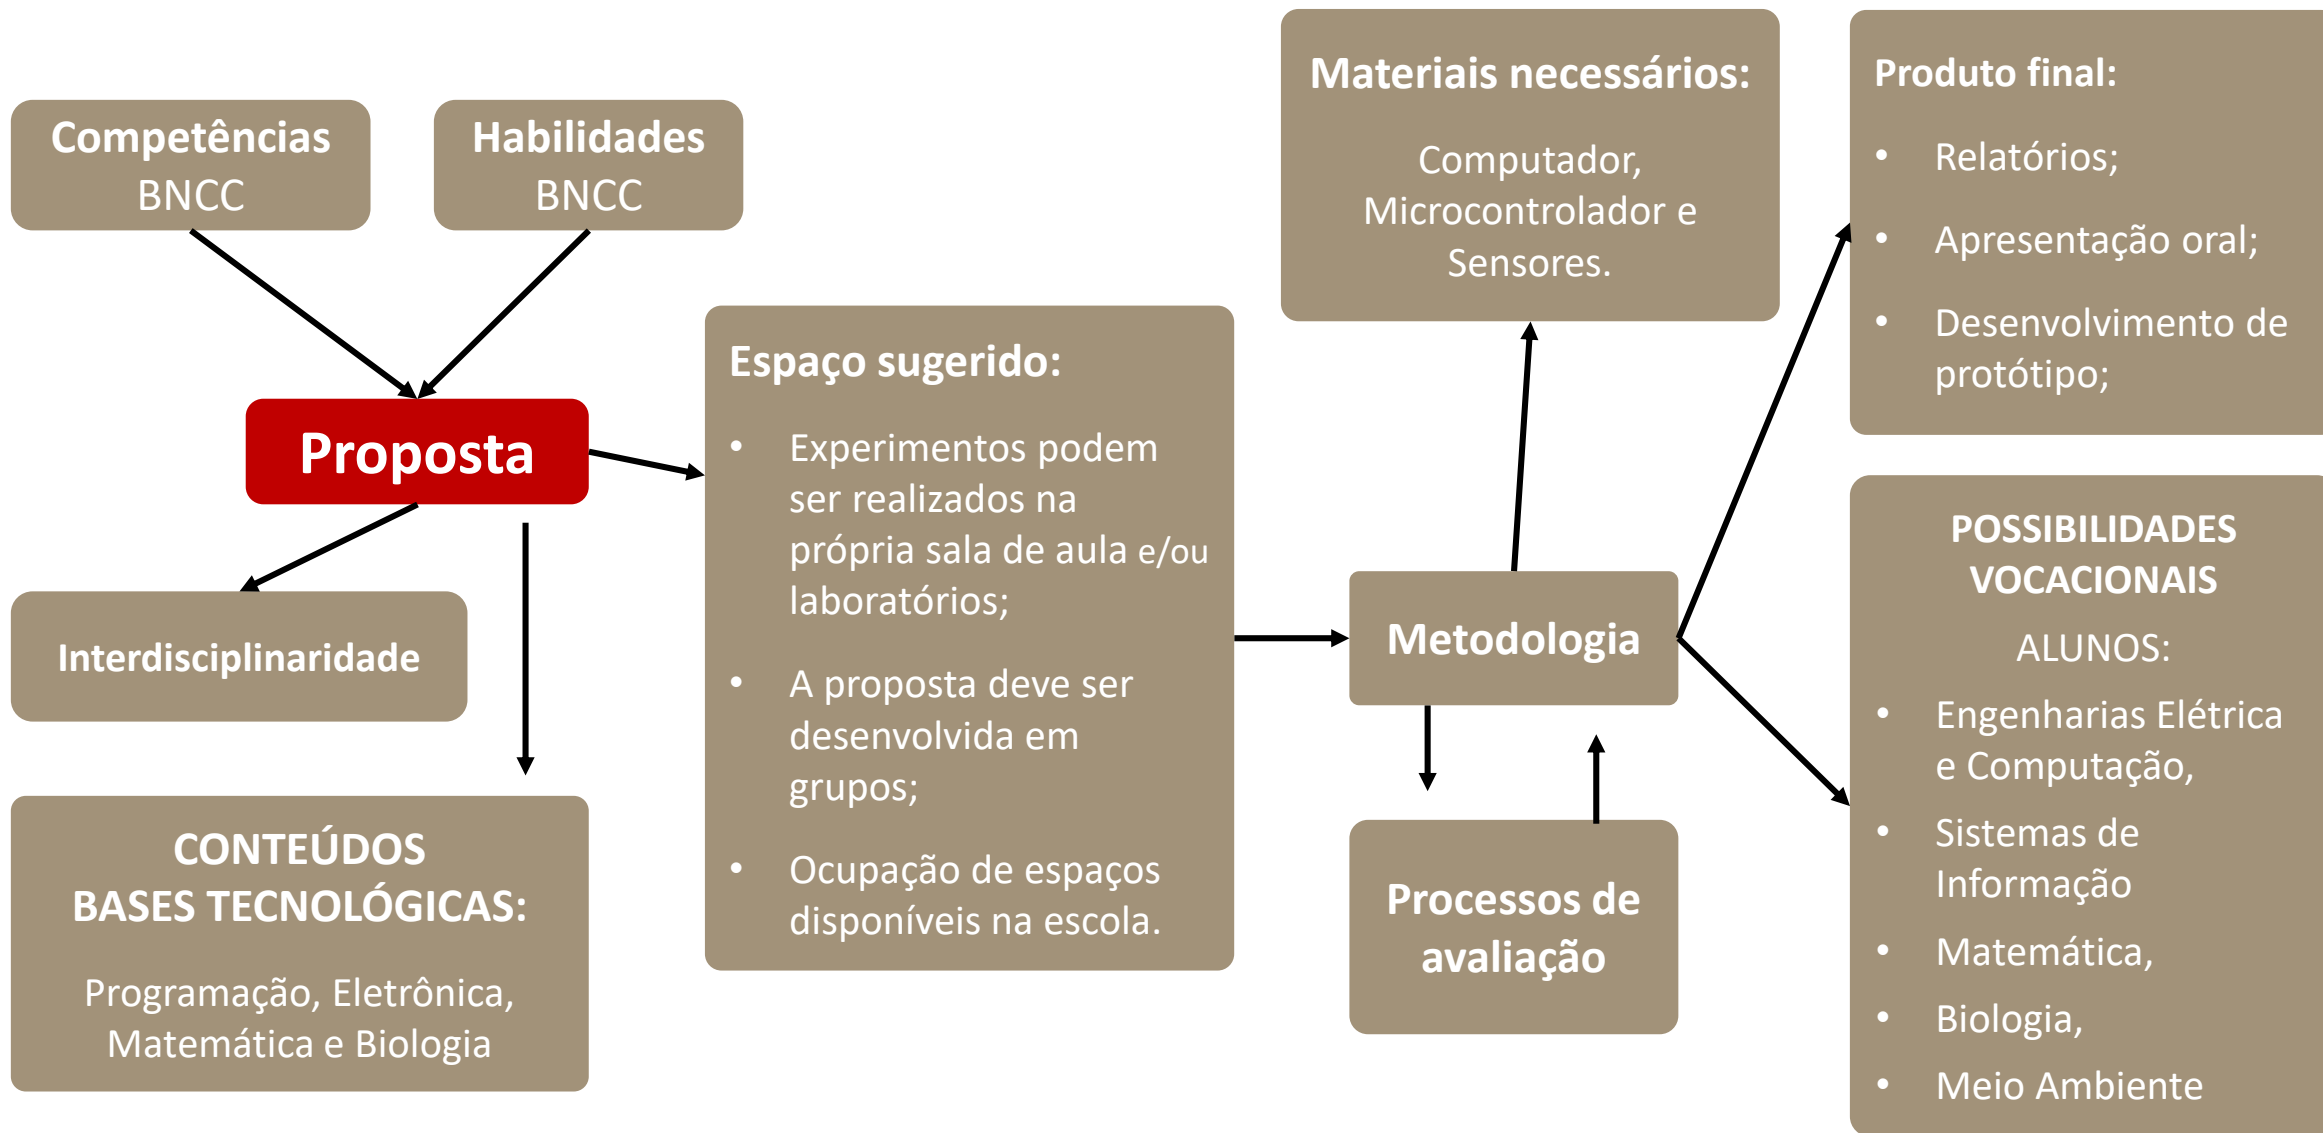 Competências
BNCC
Habilidades
BNCC
Proposta
Interdisciplinaridade
CONTEÚDOS
BASES TECNOLÓGICAS:
Programação, Eletrônica,
Matemática e Biologia
Espaço sugerido:
• Experimentos podem
ser realizados na
própria sala de aula e/ou
laboratórios;
• A proposta deve ser
desenvolvida em
grupos;
• Ocupação de espaços
disponíveis na escola.
Materiais necessários:
Computador,
Microcontrolador e
Sensores.
Metodologia
Processos de
avaliação
Produto final:
• Relatórios;
• Apresentação oral;
• Desenvolvimento de
protótipo;
POSSIBILIDADES
VOCACIONAIS
ALUNOS:
• Engenharias Elétrica
e Computação,
• Sistemas de
Informação
• Matemática,
• Biologia,
• Meio Ambiente